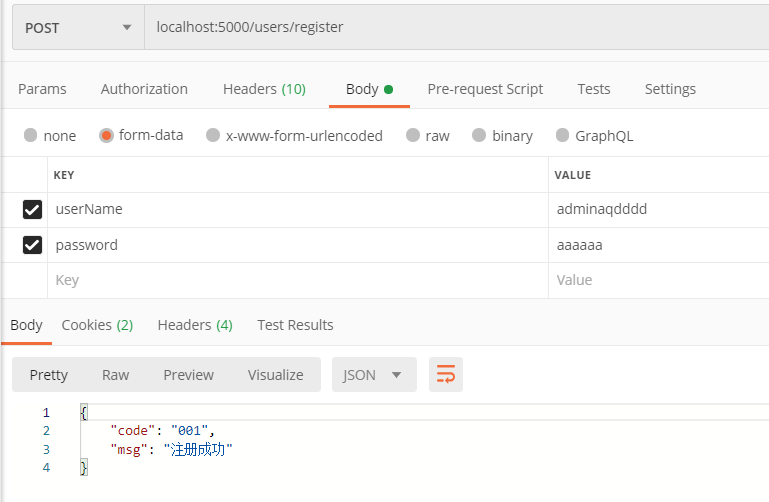 POST localhost:5000/users/register
Params Authorization Headers (10) Body Pre-request Script Tests Settings
none form-data x-www-form-urlencoded raw binary GraphQL
KEY VALUE
userName adminaqdddd
password aaaaaa
Key Value
Body Cookies (2) Headers (4) Test Results
Pretty Raw Preview Visualize JSON
1 {
2 "code": "001",
3 "msg": "注册成功"
4 }